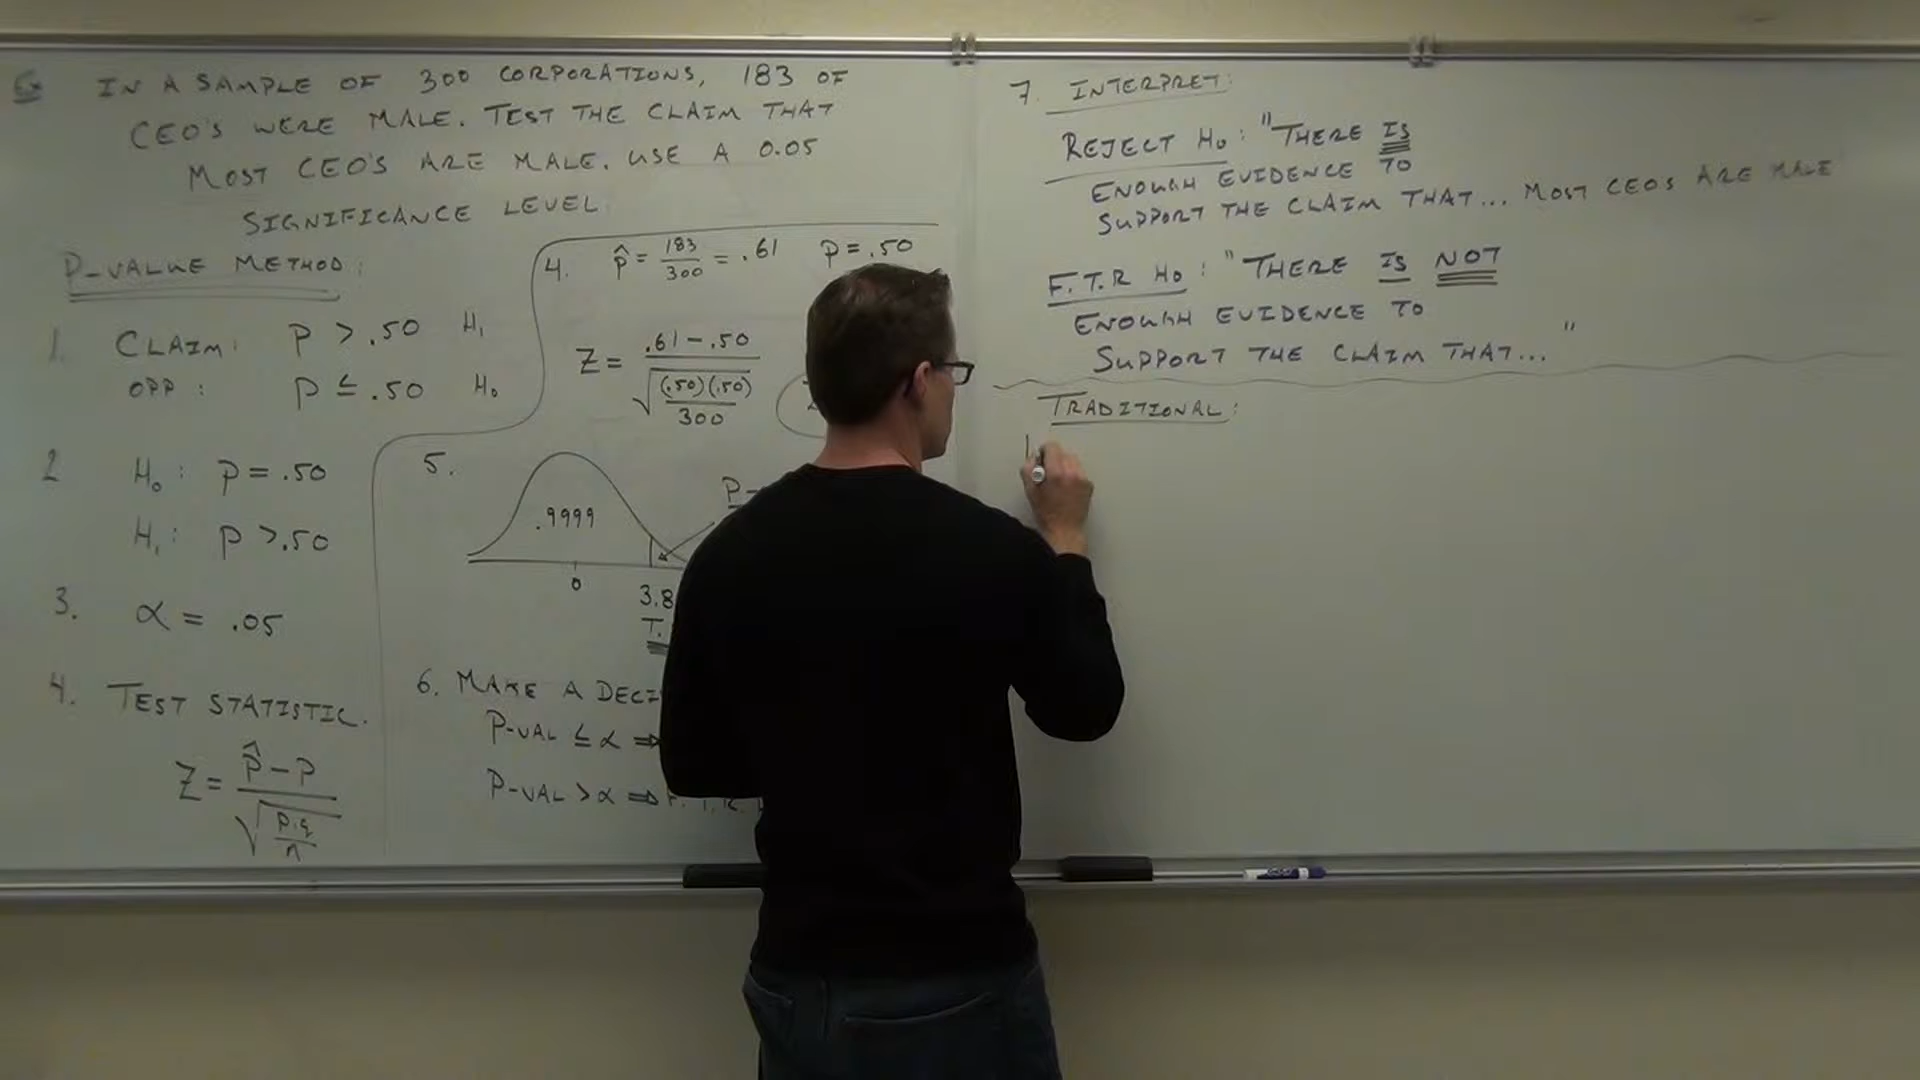 Ex IN A SAMPLE OF 300 CORPORATIONS, 183 OF
CEO'S WERE MALE. TEST THE CLAIM THAT
MOST CEO'S ARE MALE. USE A 0.05
SIGNIFICANCE LEVEL.
P-VALUE METHOD:
1. CLAIM: p > .50 H₁
OPP: p ≤ .50 H₀
2 H₀: p = .50
H₁: p > .50
3. α = .05
4. TEST STATISTIC.
Z = (p̂ - p) / √(p·q / n)
4. p̂ = 183/300 = .61 p = .50
Z = (.61 - .50) / √((.50)(.50) / 300)
5.
.9999
0
3.8
T.
6. MAKE A
P-VAL ≤ α ⇒
P-VAL > α ⇒ F.T.R.
7. INTERPRET:
REJECT H₀: "THERE IS
ENOUGH EVIDENCE TO
SUPPORT THE CLAIM THAT... MOST CEOS ARE MALE
F.T.R H₀: "THERE IS NOT
ENOUGH EVIDENCE TO
SUPPORT THE CLAIM THAT..."
TRADITIONAL: